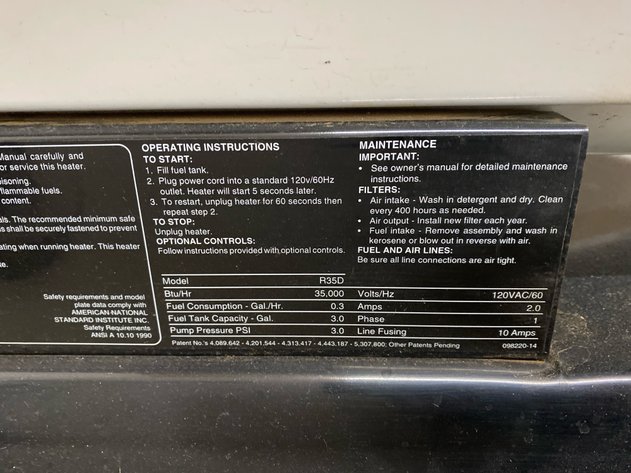 Manual carefully and
or service this heater.
oisoning.
flammable fuels.
content.
als. The recommended minimum safe
s shall be securely fastened to prevent
ating when running heater. This heater
se.
Safety requirements and model
plate data comply with
AMERICAN-NATIONAL
STANDARD INSTITUTE INC.
Safety Requirements
ANSI A 10.10 1990
OPERATING INSTRUCTIONS
TO START:
1. Fill fuel tank.
2. Plug power cord into a standard 120v/60Hz
outlet. Heater will start 5 seconds later.
3. To restart, unplug heater for 60 seconds then
repeat step 2.
TO STOP:
Unplug heater.
OPTIONAL CONTROLS:
Follow instructions provided with optional controls.
MAINTENANCE
IMPORTANT:
• See owner's manual for detailed maintenance
instructions.
FILTERS:
• Air intake - Wash in detergent and dry. Clean
every 400 hours as needed.
• Air output - Install new filter each year.
• Fuel intake - Remove assembly and wash in
kerosene or blow out in reverse with air.
FUEL AND AIR LINES:
Be sure all line connections are air tight.
Model R35D
Btu/Hr 35,000 Volts/Hz 120VAC/60
Fuel Consumption - Gal./Hr. 0.3 Amps 2.0
Fuel Tank Capacity - Gal. 3.0 Phase 1
Pump Pressure PSI 3.0 Line Fusing 10 Amps
Patent No.'s 4,089,642 - 4,201,544 - 4,313,417 - 4,443,187 - 5,307,800; Other Patents Pending 098220-14